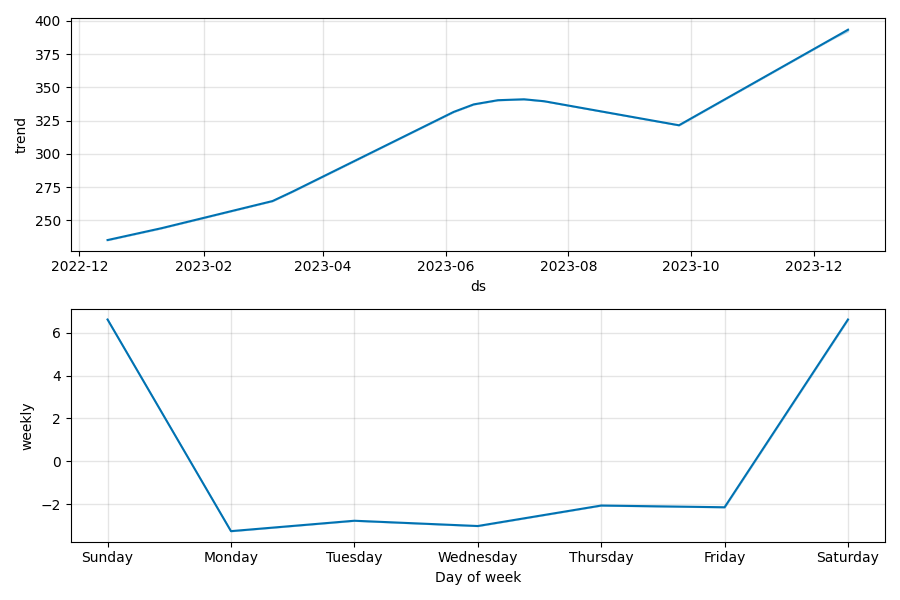 400
375
350
325
300
275
250
trend
2022-12 2023-02 2023-04 2023-06 2023-08 2023-10 2023-12
ds
6
4
2
0
−2
weekly
Sunday Monday Tuesday Wednesday Thursday Friday Saturday
Day of week